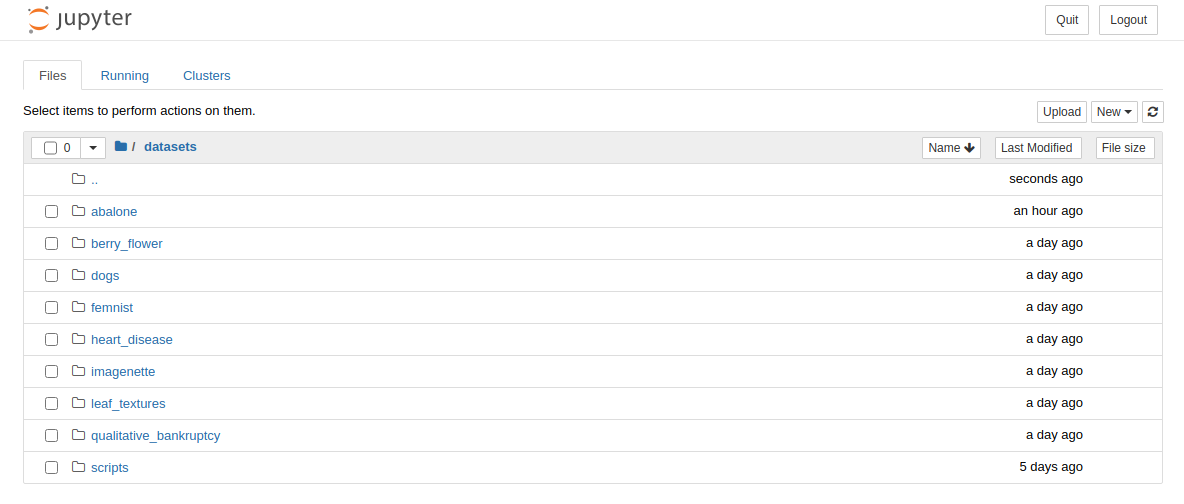 jupyter Quit Logout
Files Running Clusters
Select items to perform actions on them. Upload New
0 / datasets Name Last Modified File size
.. seconds ago
abalone an hour ago
berry_flower a day ago
dogs a day ago
femnist a day ago
heart_disease a day ago
imagenette a day ago
leaf_textures a day ago
qualitative_bankruptcy a day ago
scripts 5 days ago